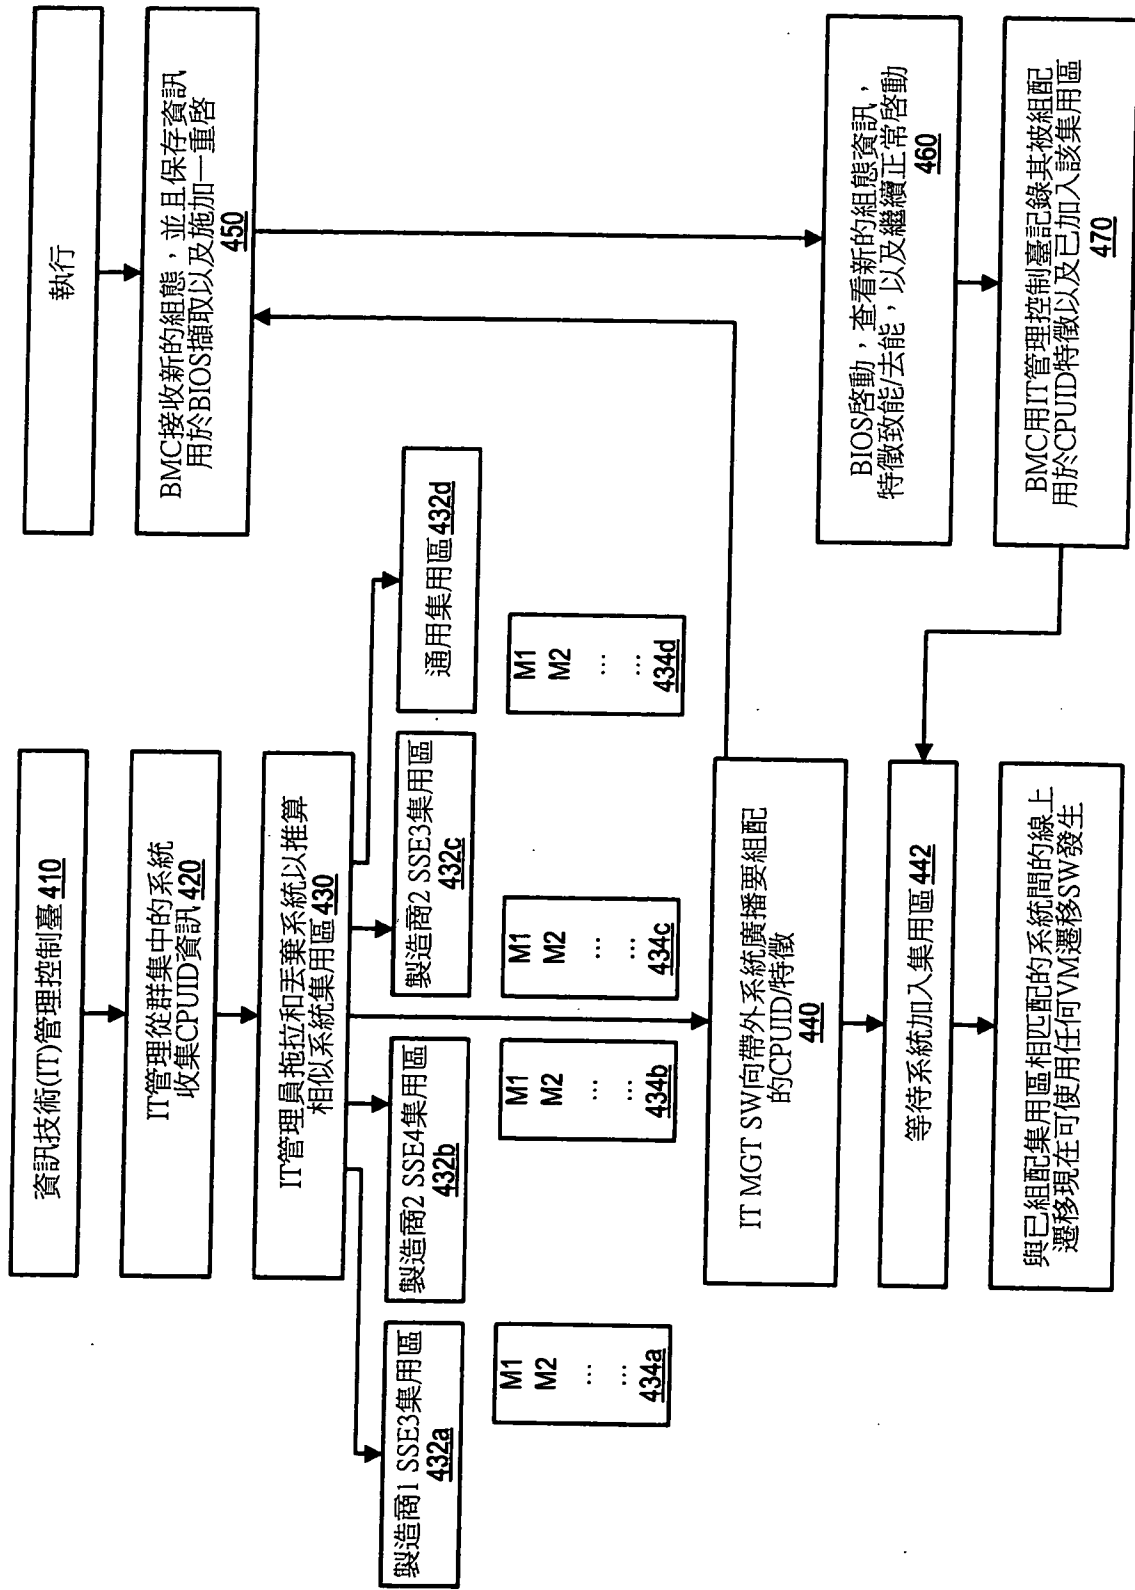 資訊技術(IT)管理控制臺 410
IT管理從群集中的系統
收集CPUID資訊 420
IT管理員拖拉和丟棄系統以推算
相似系統集用區 430
製造商1 SSE3集用區
432a
製造商2 SSE4集用區
432b
製造商2 SSE3集用區
432c
通用集用區 432d
M1
M2
…
…
434a
M1
M2
…
…
434b
M1
M2
…
…
434c
M1
M2
…
…
434d
IT MGT SW向帶外系統廣播要組配
的CPUID/特徵
440
等待系統加入集用區 442
與已組配集用區相匹配的系統間的線上
遷移現在可使用任何VM遷移SW發生
執行
BMC接收新的組態，並且保存資訊
用於BIOS擷取以及施加一重啓
450
BIOS啓動，查看新的組態資訊，
特徵致能/去能，以及繼續正常啓動
460
BMC用IT管理控制臺記錄其被組配
用於CPUID特徵以及已加入該集用區
470